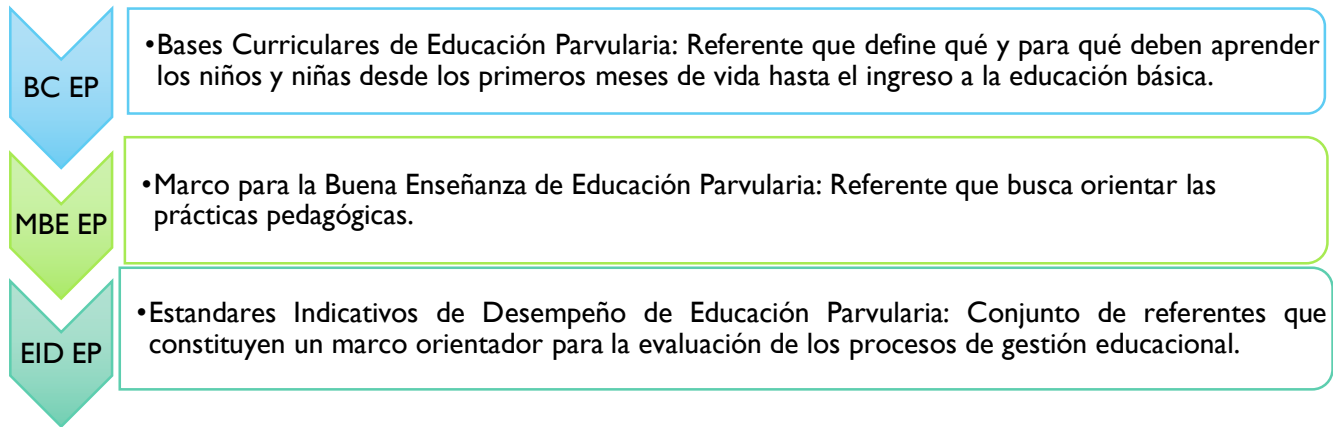 BC EP
•Bases Curriculares de Educación Parvularia: Referente que define qué y para qué deben aprender
los niños y niñas desde los primeros meses de vida hasta el ingreso a la educación básica.
MBE EP
•Marco para la Buena Enseñanza de Educación Parvularia: Referente que busca orientar las
prácticas pedagógicas.
EID EP
•Estandares Indicativos de Desempeño de Educación Parvularia: Conjunto de referentes que
constituyen un marco orientador para la evaluación de los procesos de gestión educacional.